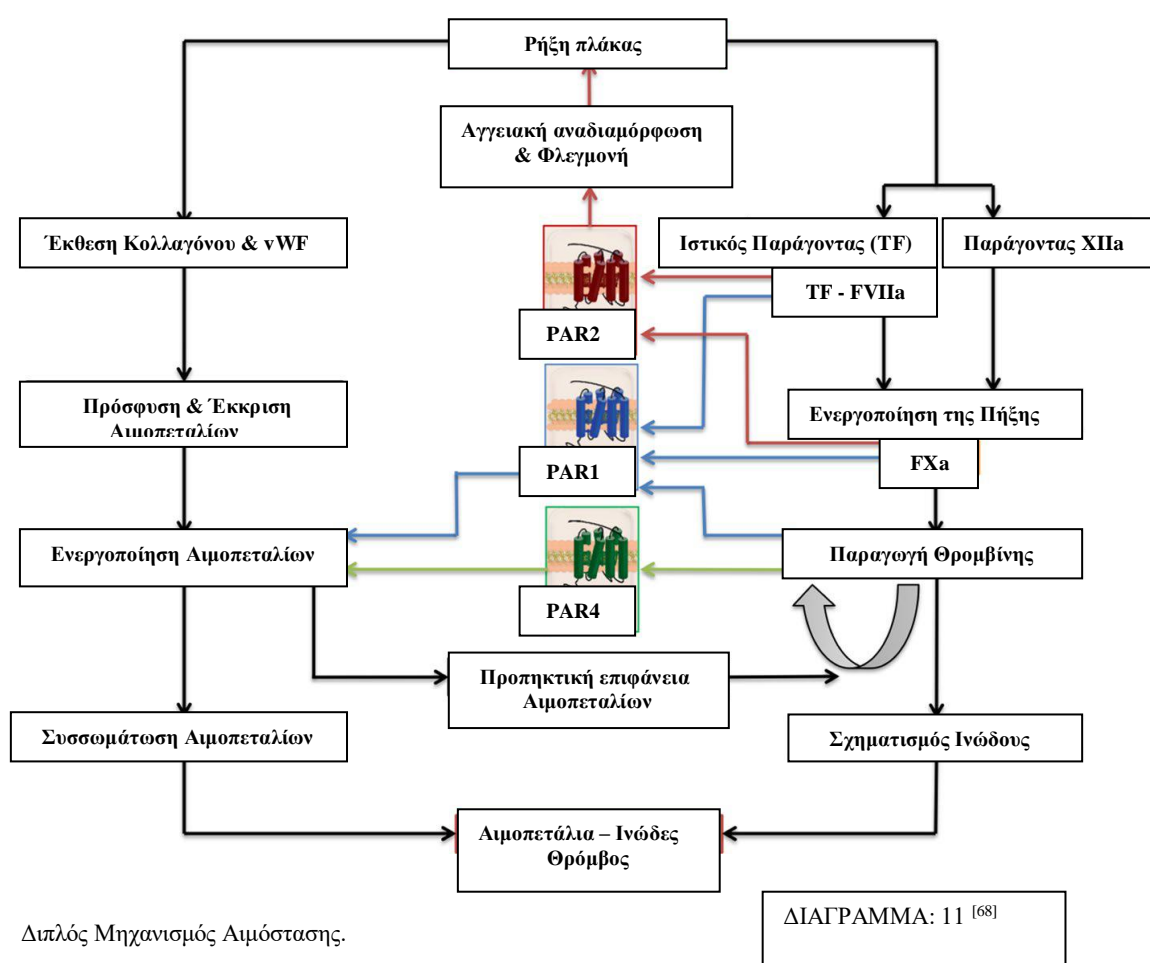 Ρήξη πλάκας
Αγγειακή αναδιαμόρφωση
& Φλεγμονή
Έκθεση Κολλαγόνου & vWF
Ιστικός Παράγοντας (TF)
Παράγοντας XIIa
TF - FVIIa
PAR2
Πρόσφυση & Έκκριση
Αιμοπεταλίων
Ενεργοποίηση της Πήξης
FXa
PAR1
Ενεργοποίηση Αιμοπεταλίων
Παραγωγή Θρομβίνης
PAR4
Προπηκτική επιφάνεια
Αιμοπεταλίων
Συσσωμάτωση Αιμοπεταλίων
Σχηματισμός Ινώδους
Αιμοπετάλια – Ινώδες
Θρόμβος
ΔΙΑΓΡΑΜΜΑ: 11 [68]
Διπλός Μηχανισμός Αιμόστασης.